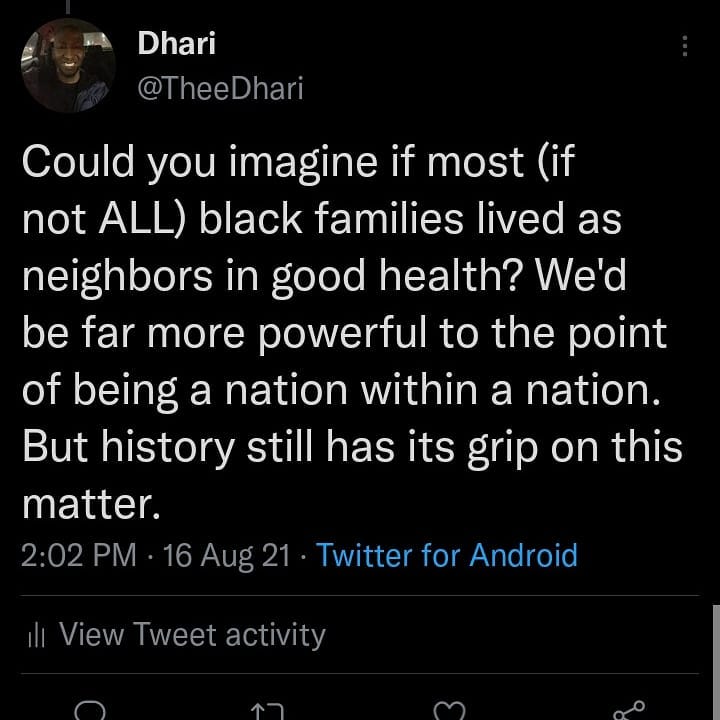 Dhari
@TheeDhari
Could you imagine if most (if
not ALL) black families lived as
neighbors in good health? We'd
be far more powerful to the point
of being a nation within a nation.
But history still has its grip on this
matter.
2:02 PM · 16 Aug 21 · Twitter for Android
View Tweet activity